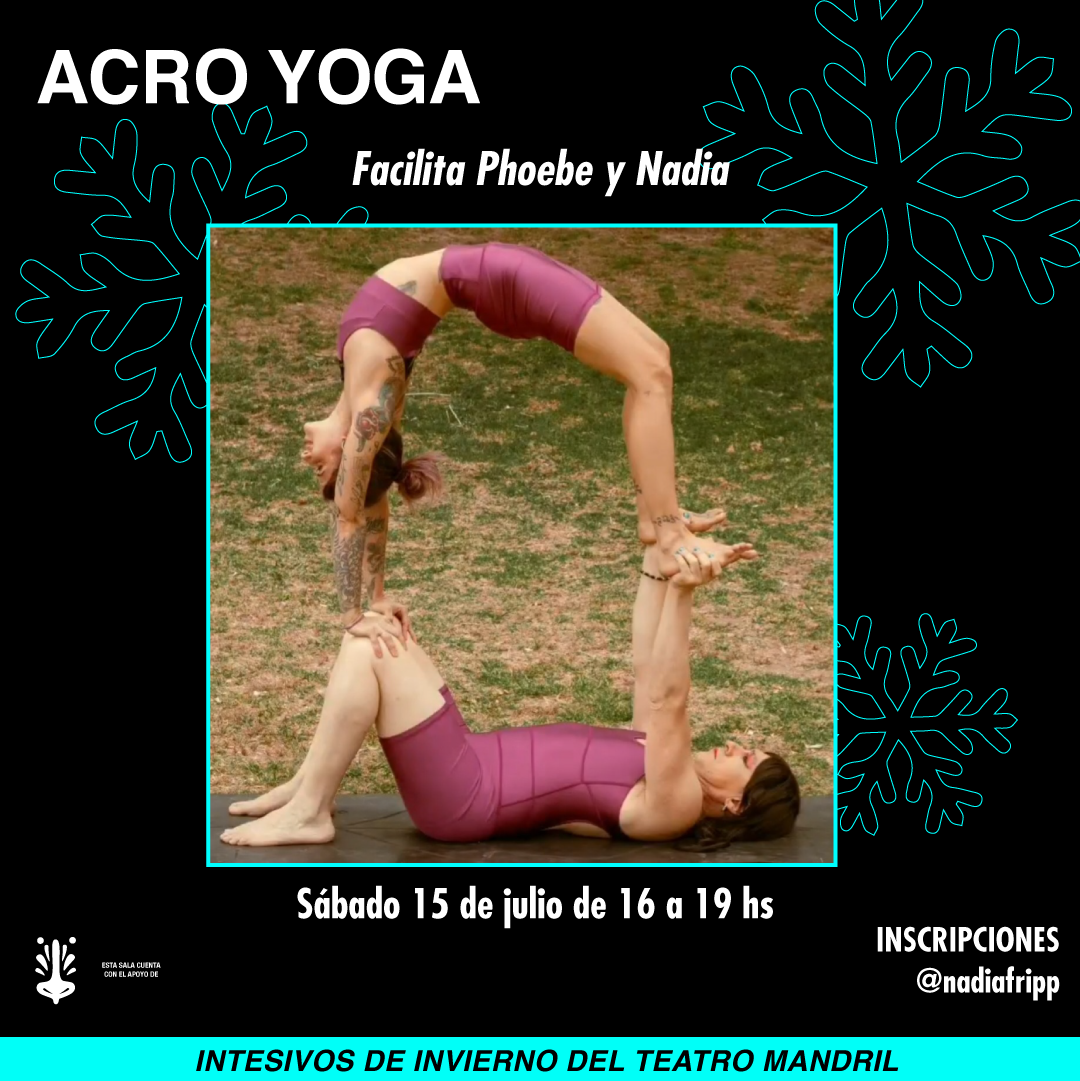 ACRO YOGA
Facilita Phoebe y Nadia
Sábado 15 de julio de 16 a 19 hs
INSCRIPCIONES
@nadiafripp
ESTA SALA CUENTA
CON EL APOYO DE
INTESIVOS DE INVIERNO DEL TEATRO MANDRIL